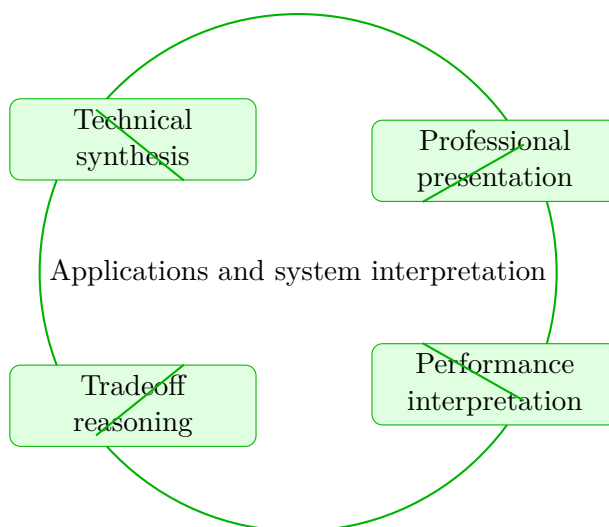 Technical
synthesis
Professional
presentation
Applications and system interpretation
Tradeoff
reasoning
Performance
interpretation